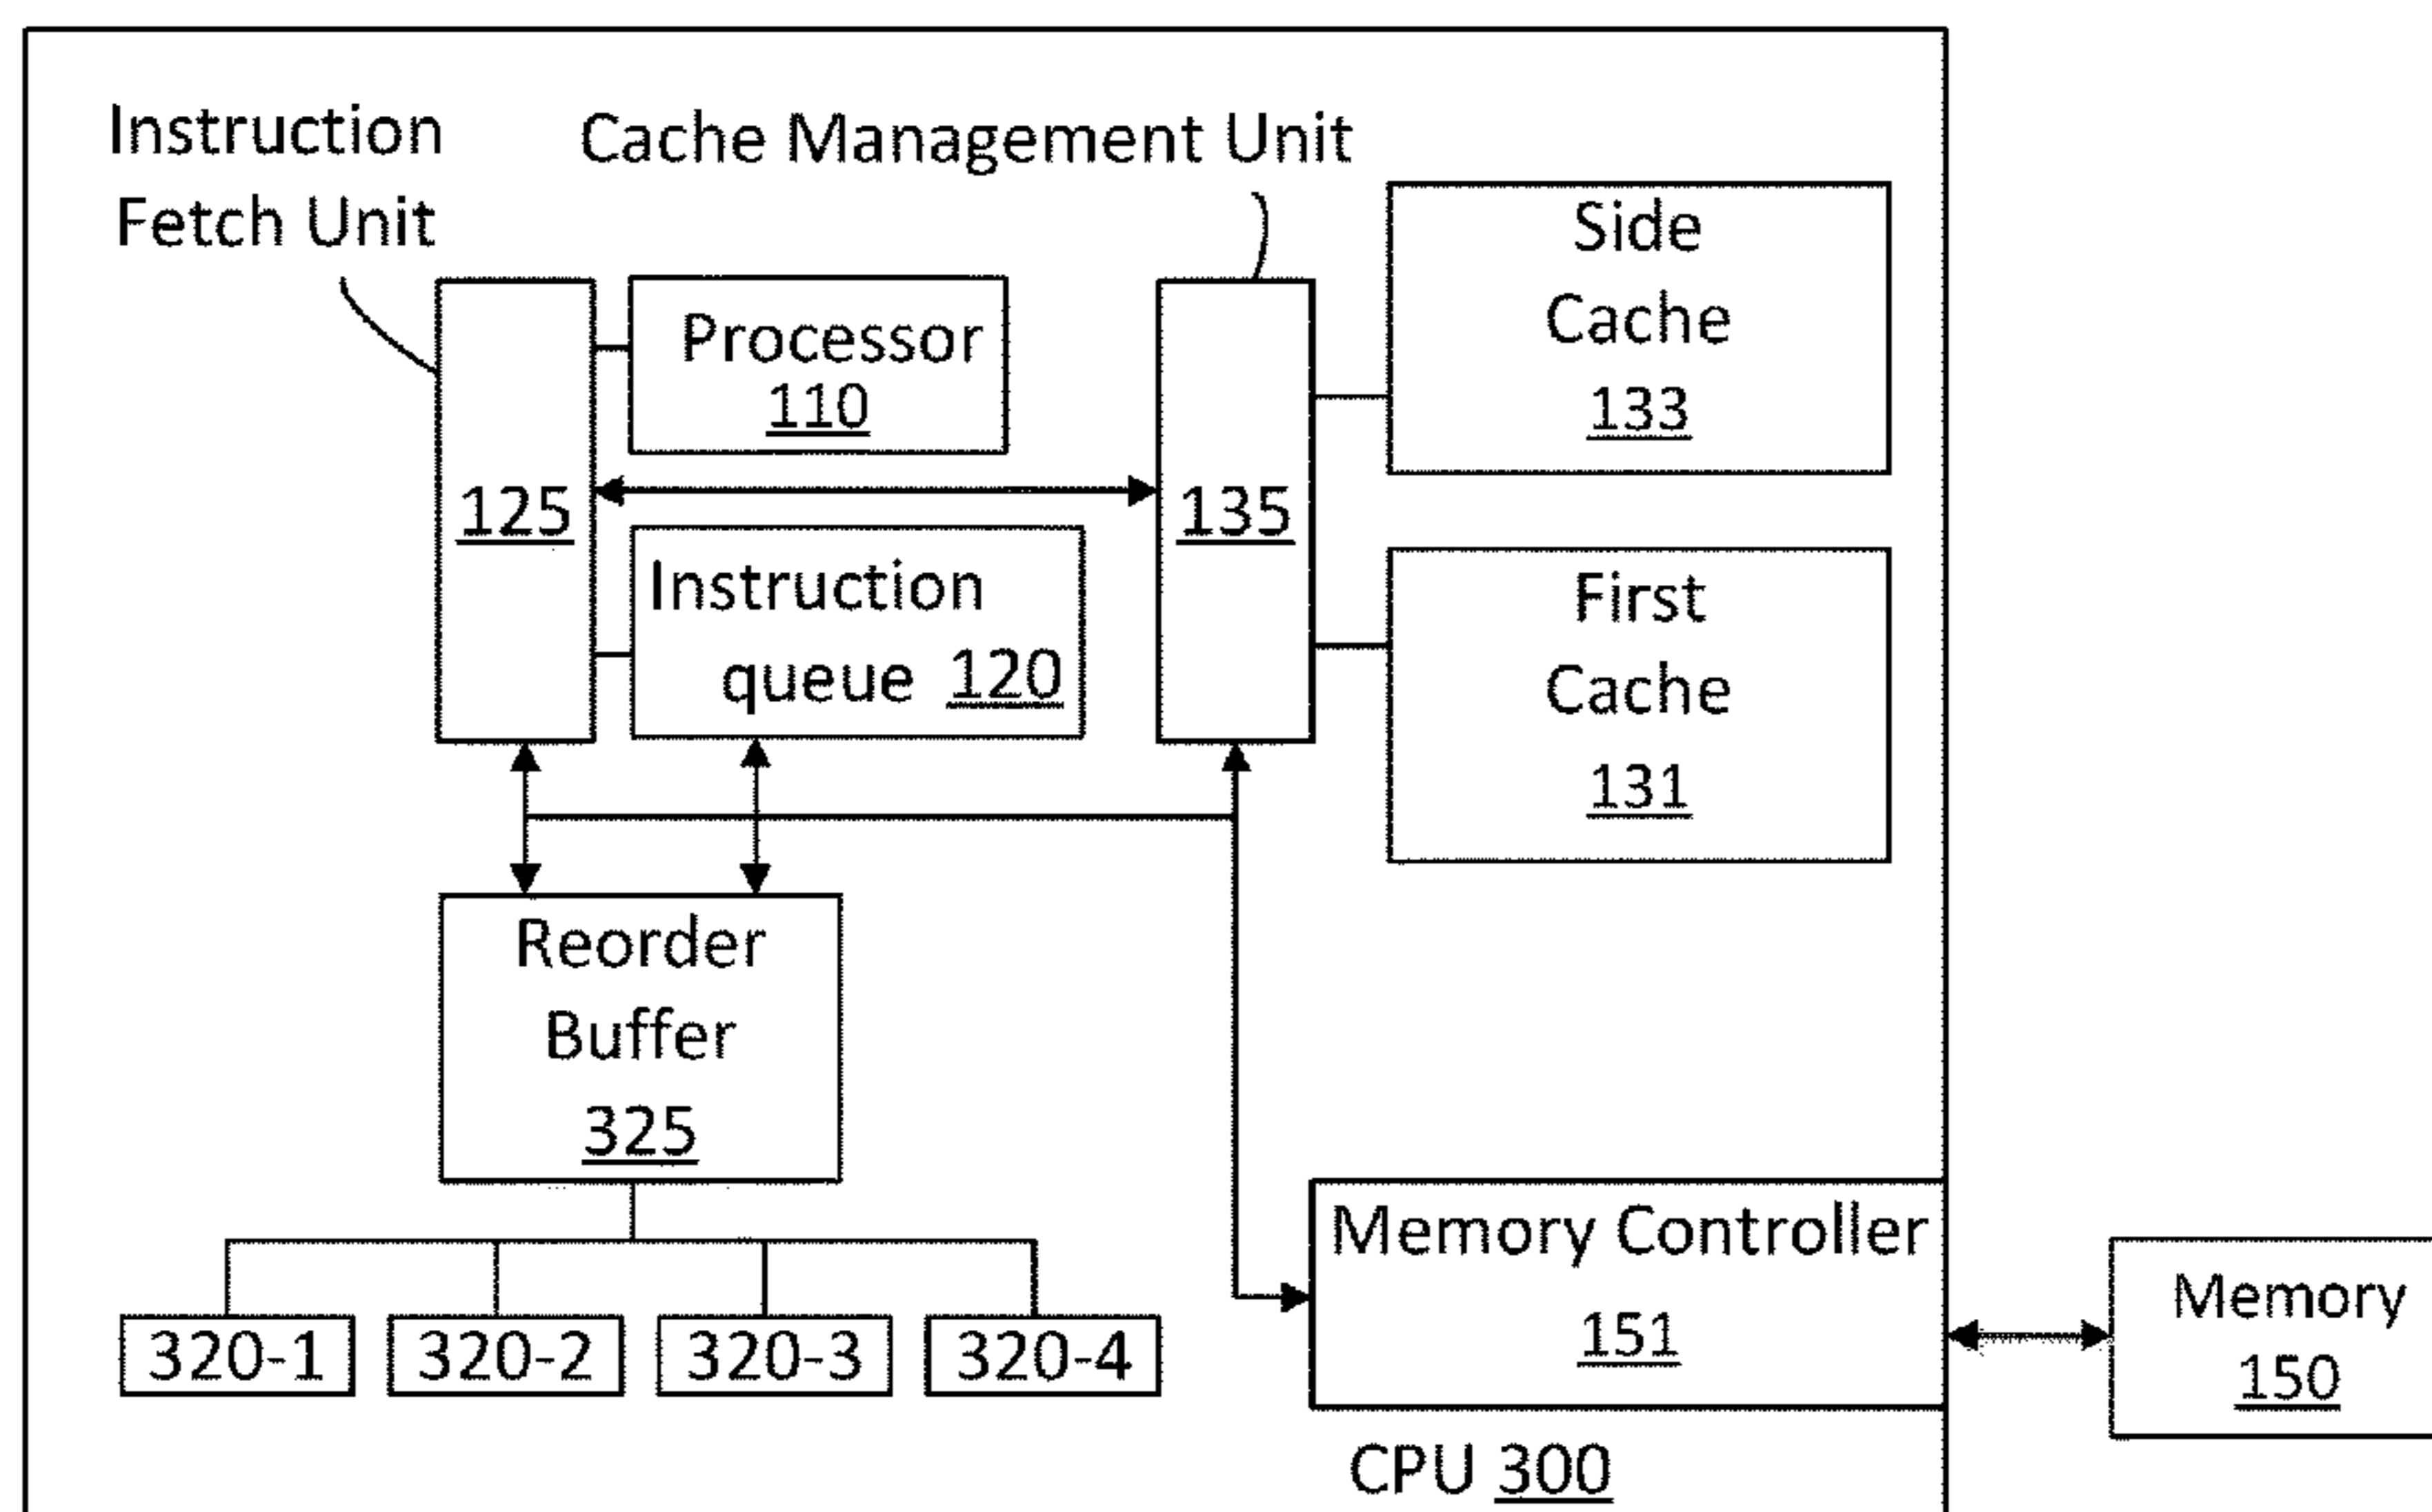 Instruction
Fetch Unit
Cache Management Unit
Side
Cache
133
Processor
110
125
135
Instruction
queue 120
First
Cache
131
Reorder
Buffer
325
320-1
320-2
320-3
320-4
Memory Controller
151
Memory
150
CPU 300